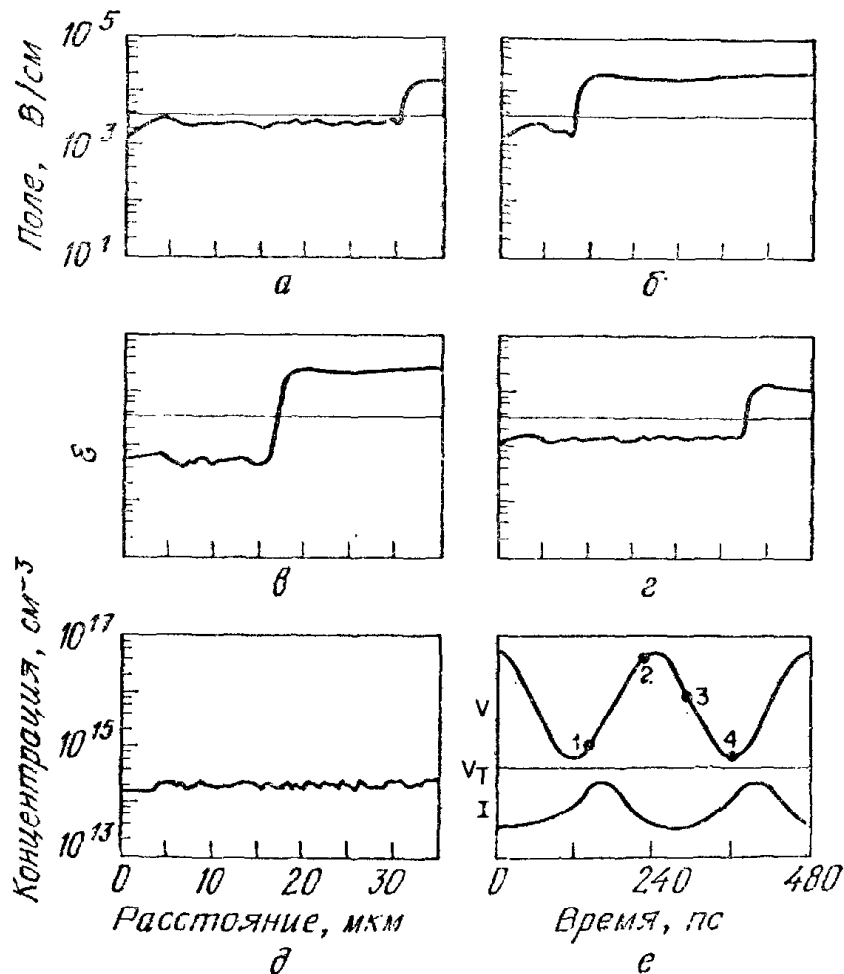 Поле, В/см
10⁵
10³
10¹
а
б
ε
в
г
Концентрация, см⁻³
10¹⁷
10¹⁵
10¹³
0 10 20 30
Расстояние, мкм
д
V
VT
I
1
2
3
4
0 240 480
Время, пс
е